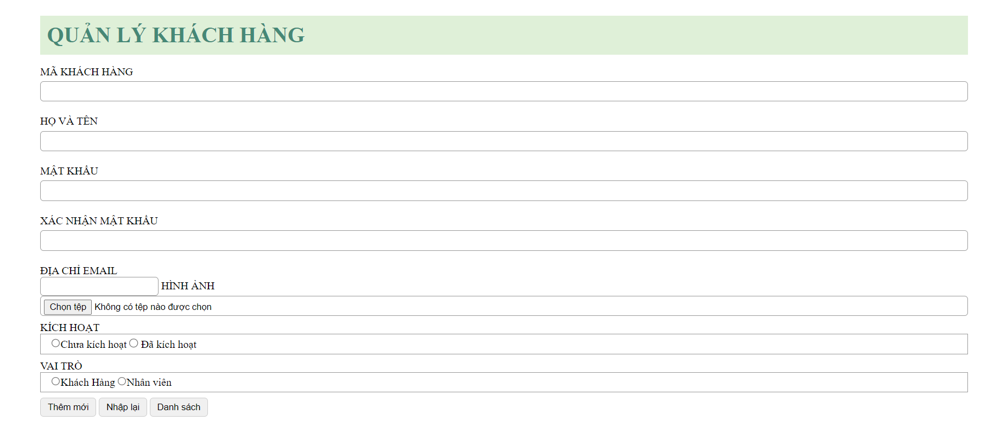 QUẢN LÝ KHÁCH HÀNG
MÃ KHÁCH HÀNG
HỌ VÀ TÊN
MẬT KHẨU
XÁC NHẬN MẬT KHẨU
ĐỊA CHỈ EMAIL
HÌNH ẢNH
Chọn tệp Không có tệp nào được chọn
KÍCH HOẠT
Chưa kích hoạt Đã kích hoạt
VAI TRÒ
Khách Hàng Nhân viên
Thêm mới Nhập lại Danh sách